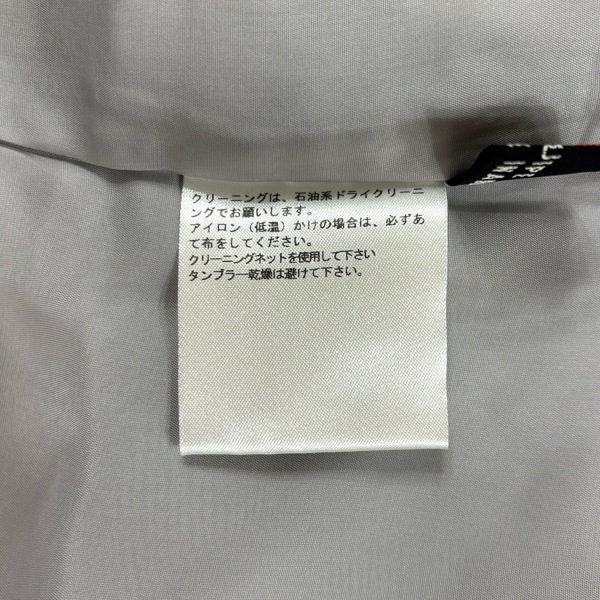 クリーニングは、石油系ドライクリーニ
ングでお願いします。
アイロン（低温）かけの場合は、必ずあ
て布をしてください。
クリーニングネットを使用して下さい
タンブラー乾燥は避けて下さい。